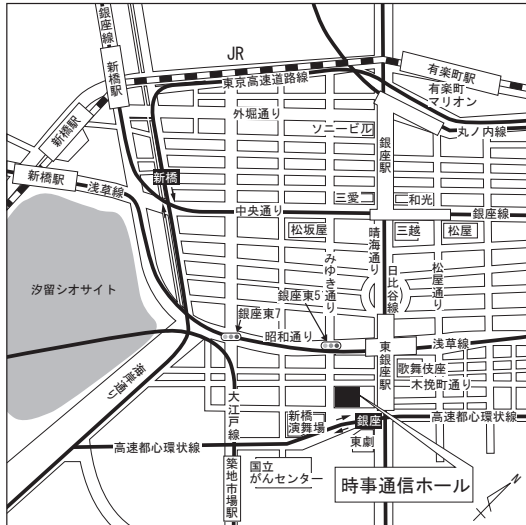 銀座線
新橋駅
JR
東京高速道路線
有楽町駅
有楽町
マリオン
外堀通り
ソニービル
丸ノ内線
新橋駅
銀座駅
新橋駅
浅草線
新橋
三愛
和光
中央通り
銀座線
松坂屋
晴海通り
三越
松屋
みゆき通り
日比谷線
松屋通り
汐留シオサイト
銀座東7
銀座東5
昭和通り
東銀座駅
浅草線
歌舞伎座
木挽町通り
海岸通り
大江戸線
新橋
演舞場
銀座
高速都心環状線
高速都心環状線
東劇
国立
がんセンター
築地市場駅
時事通信ホール
N